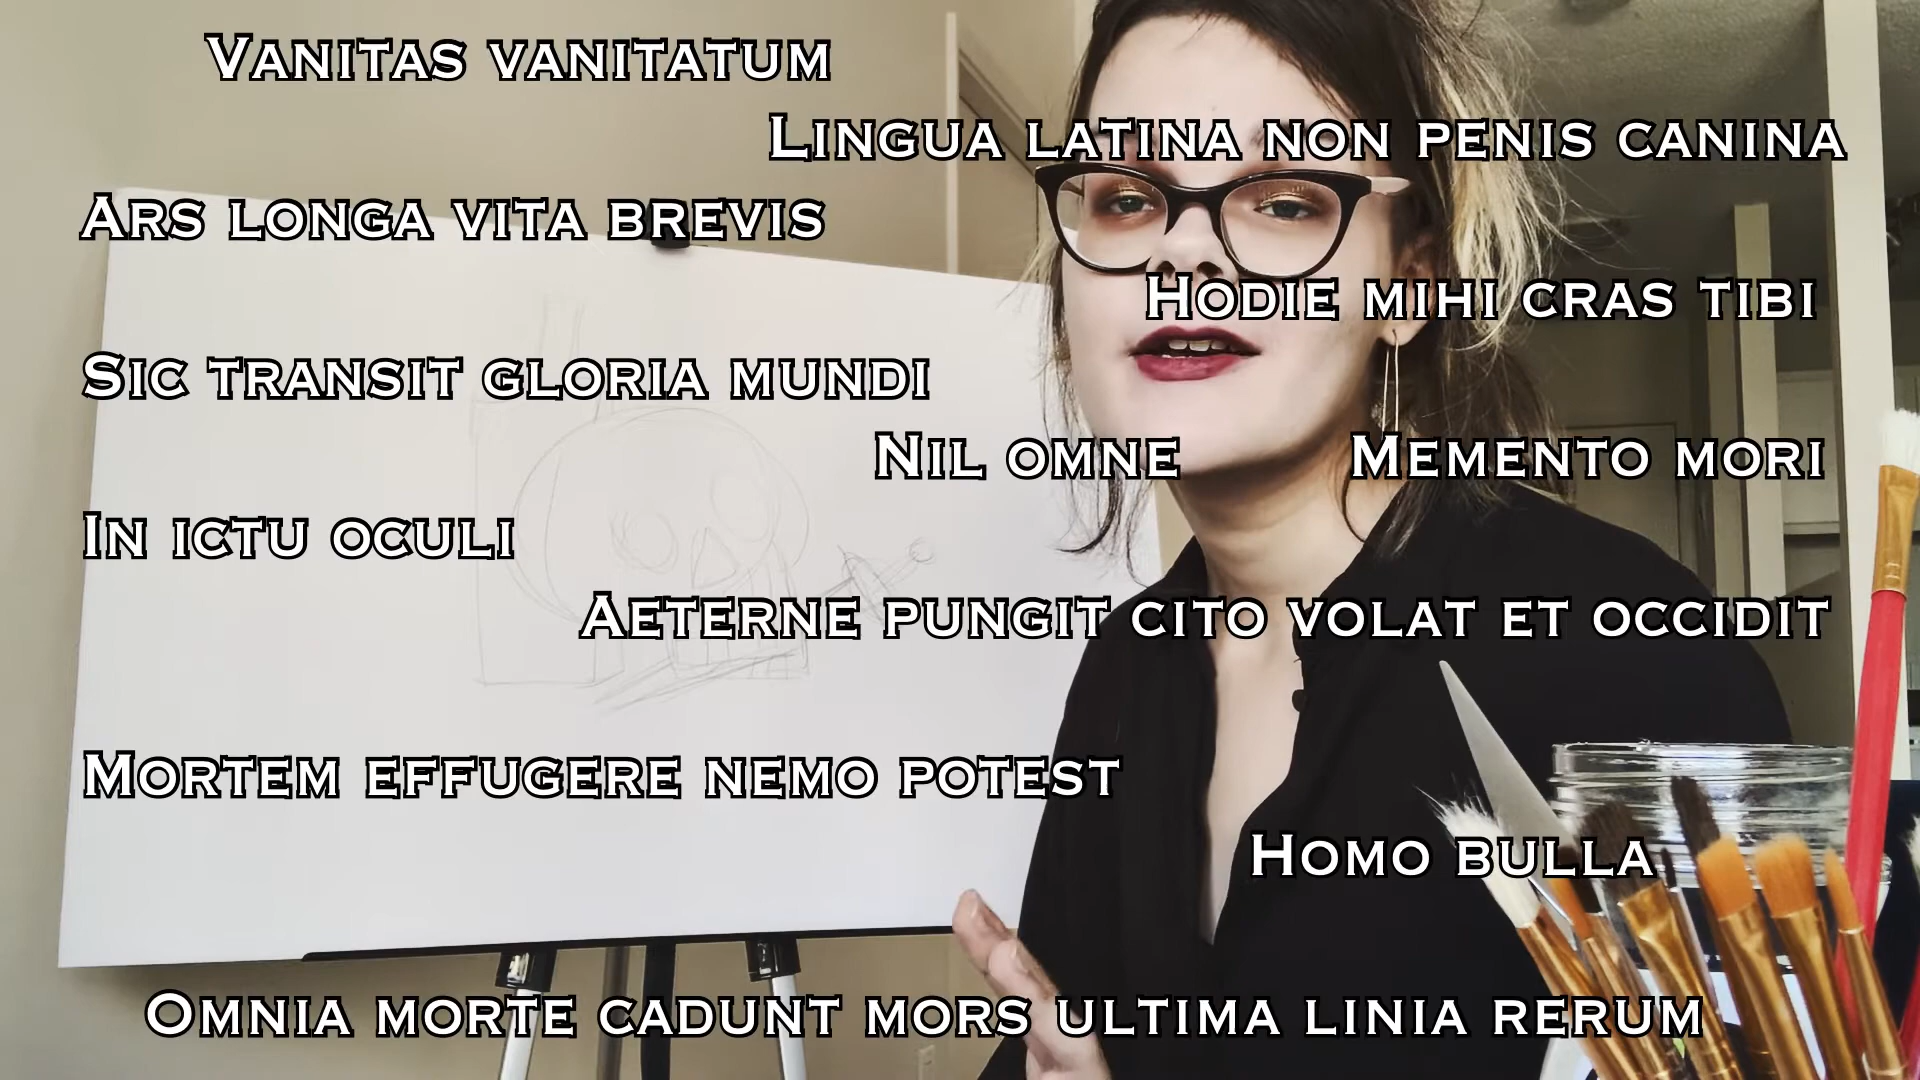 Vanitas vanitatum
Lingua latina non penis canina
Ars longa vita brevis
Hodie mihi cras tibi
Sic transit gloria mundi
Nil omne
Memento mori
In ictu oculi
Aeterne pungit cito volat et occidit
Mortem effugere nemo potest
Homo bulla
Omnia morte cadunt mors ultima linia rerum